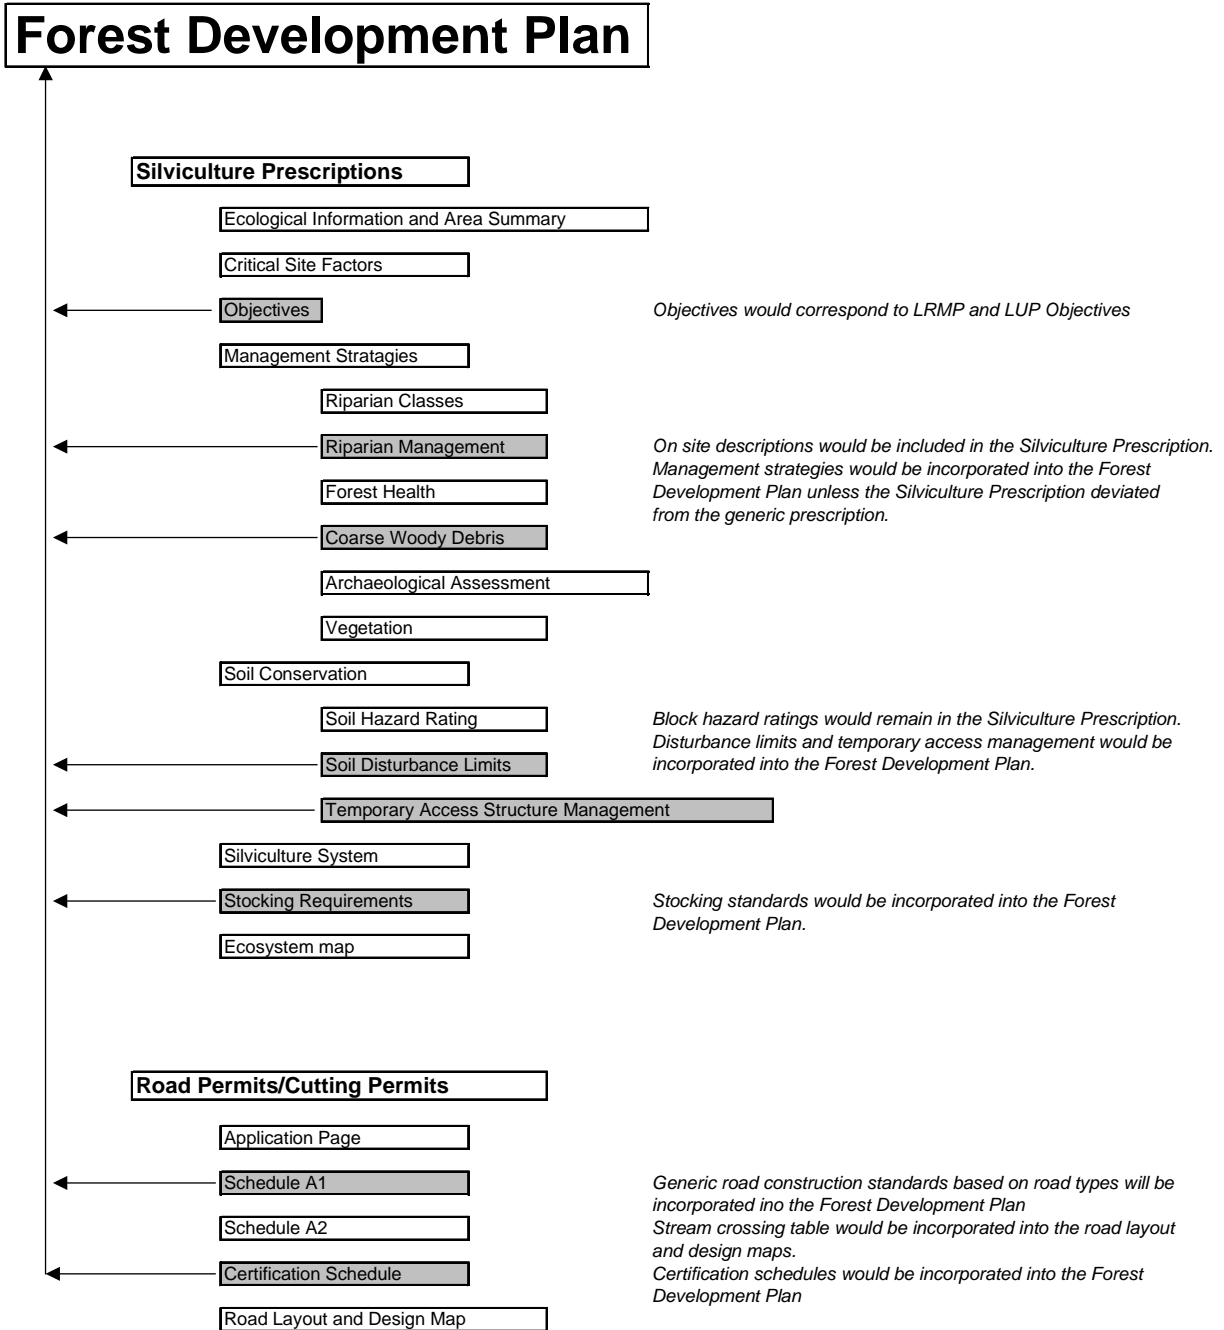 Forest Development Plan
Silviculture Prescriptions
Ecological Information and Area Summary
Critical Site Factors
Objectives
Objectives would correspond to LRMP and LUP Objectives
Management Stratagies
Riparian Classes
Riparian Management
On site descriptions would be included in the Silviculture Prescription.
Management strategies would be incorporated into the Forest
Forest Health
Development Plan unless the Silviculture Prescription deviated
from the generic prescription.
Coarse Woody Debris
Archaeological Assessment
Vegetation
Soil Conservation
Soil Hazard Rating
Block hazard ratings would remain in the Silviculture Prescription.
Disturbance limits and temporary access management would be
Soil Disturbance Limits
incorporated into the Forest Development Plan.
Temporary Access Structure Management
Silviculture System
Stocking Requirements
Stocking standards would be incorporated into the Forest
Development Plan.
Ecosystem map
Road Permits/Cutting Permits
Application Page
Schedule A1
Generic road construction standards based on road types will be
incorporated ino the Forest Development Plan
Schedule A2
Stream crossing table would be incorporated into the road layout
and design maps.
Certification Schedule
Certification schedules would be incorporated into the Forest
Development Plan
Road Layout and Design Map